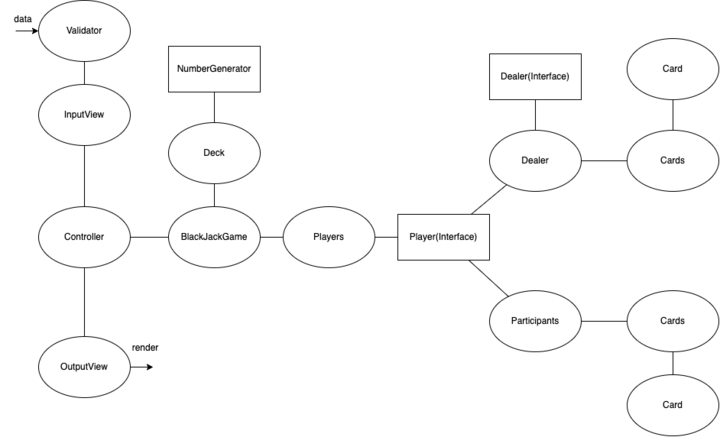 data
Validator
NumberGenerator
Dealer(Interface)
Card
InputView
Deck
Dealer
Cards
Controller
BlackJackGame
Players
Player(Interface)
Participants
Cards
render
OutputView
Card